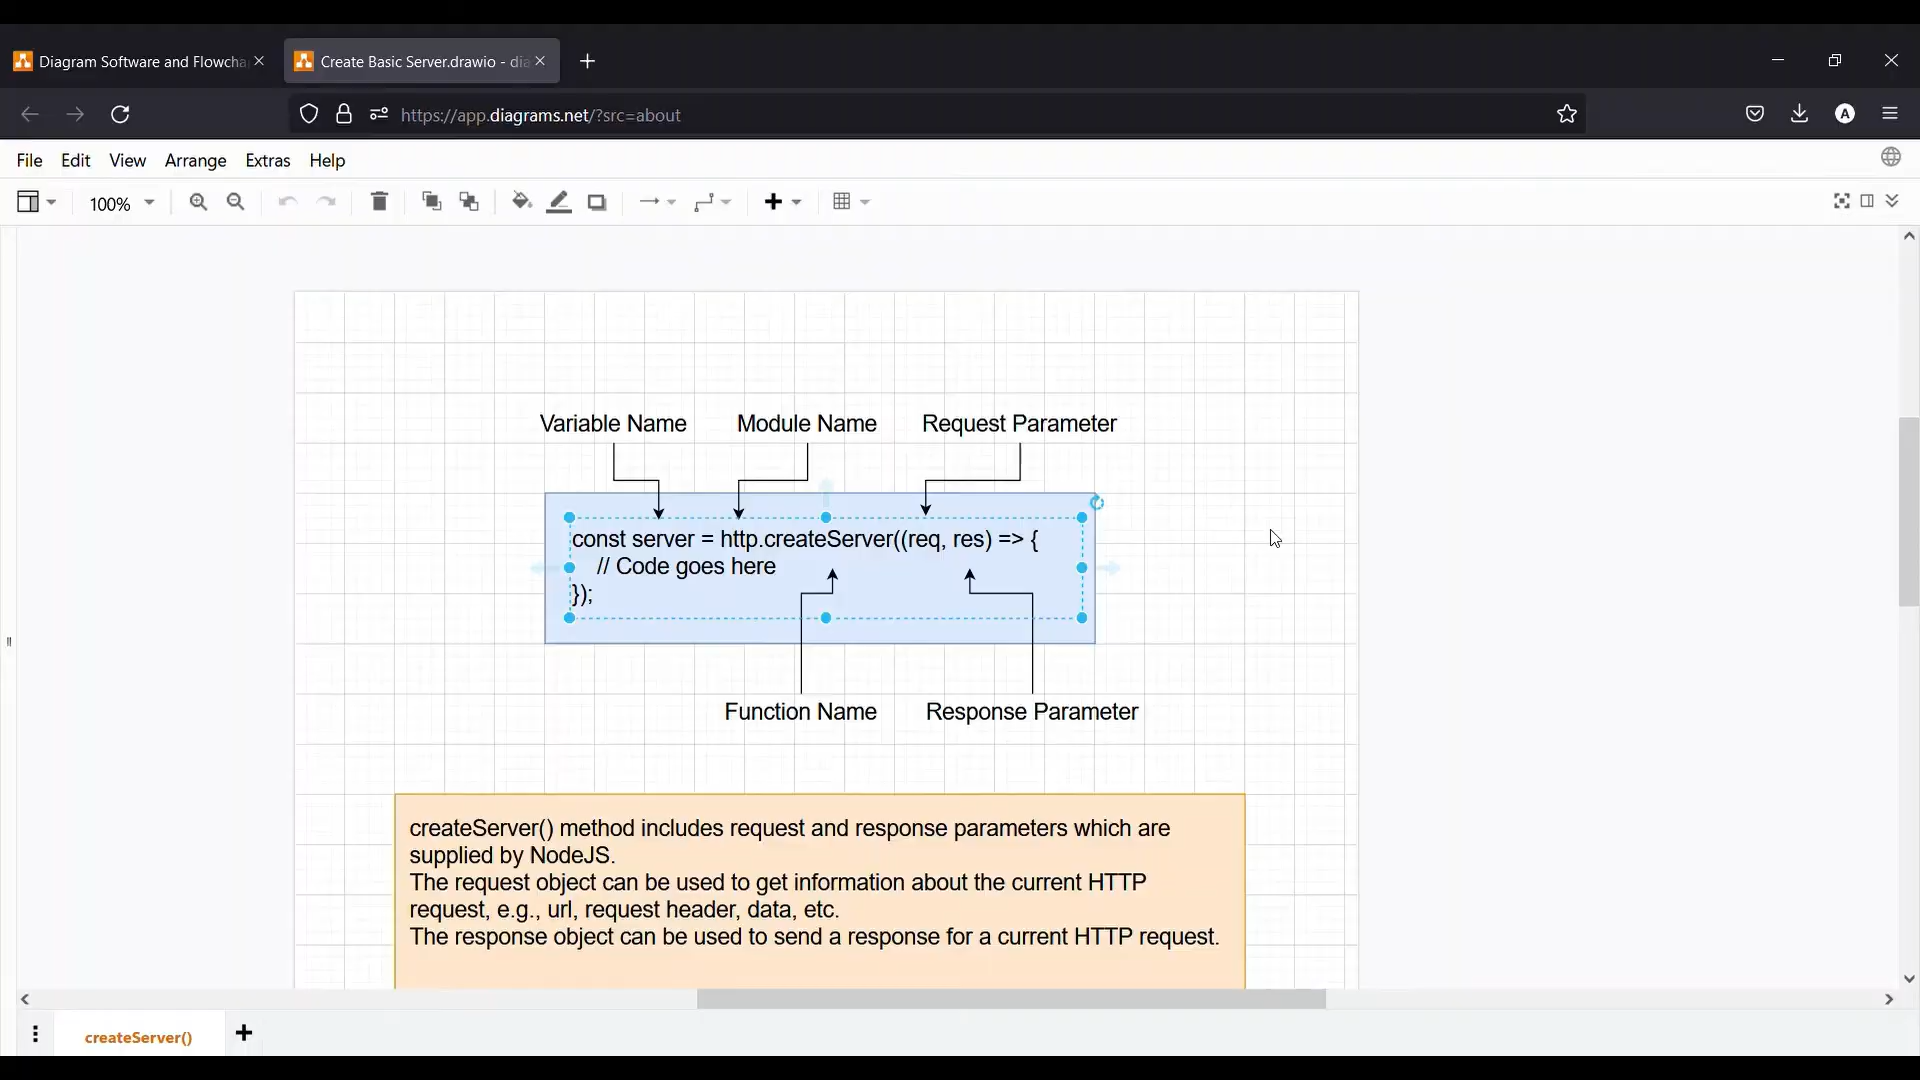 Diagram Software and Flowcha
Create Basic Server.drawio - dia
https://app.diagrams.net/?src=about
A
File Edit View Arrange Extras Help
100%
Variable Name Module Name Request Parameter
const server = http.createServer((req, res) => {
// Code goes here
});
Function Name Response Parameter
createServer() method includes request and response parameters which are
supplied by NodeJS.
The request object can be used to get information about the current HTTP
request, e.g., url, request header, data, etc.
The response object can be used to send a response for a current HTTP request.
createServer()